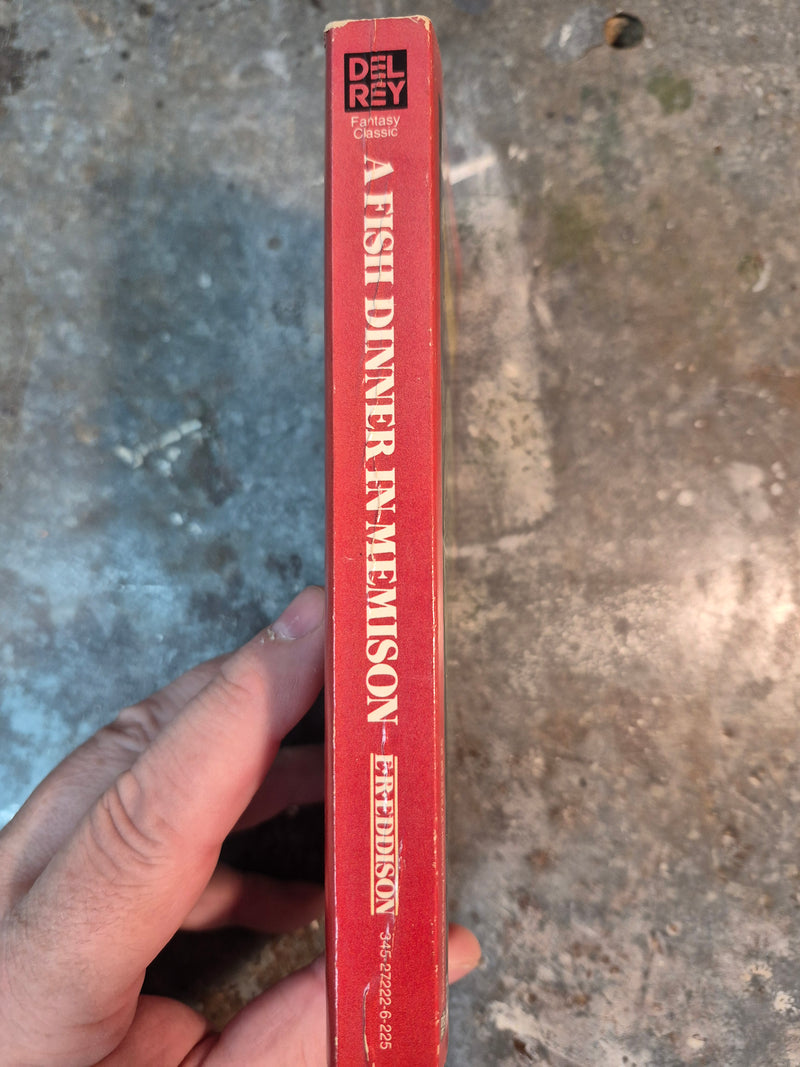 DEL
REY
Fantasy
Classic
A FISH DINNER IN MEMISON
E R EDDISON
345-27222-6-225